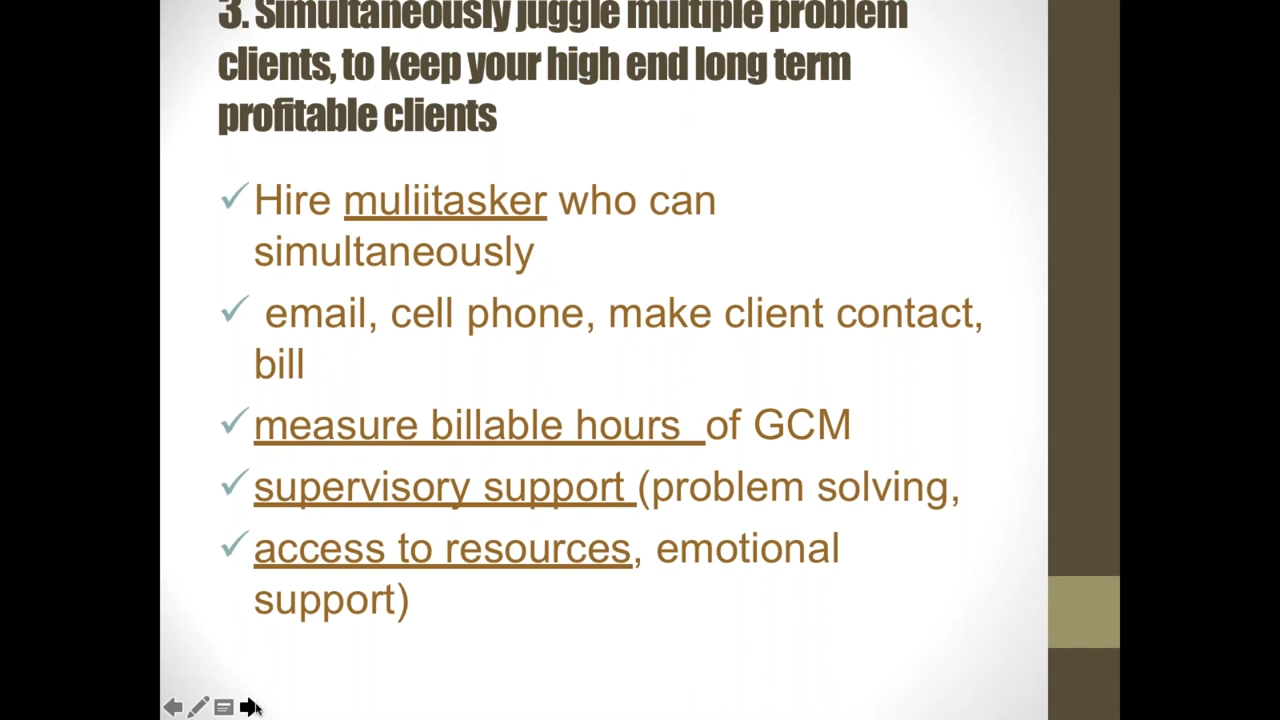 3. Simultaneously juggle multiple problem
clients, to keep your high end long term
profitable clients
✓ Hire muliitasker who can
simultaneously
✓ email, cell phone, make client contact,
bill
✓ measure billable hours of GCM
✓ supervisory support (problem solving,
✓ access to resources, emotional
support)